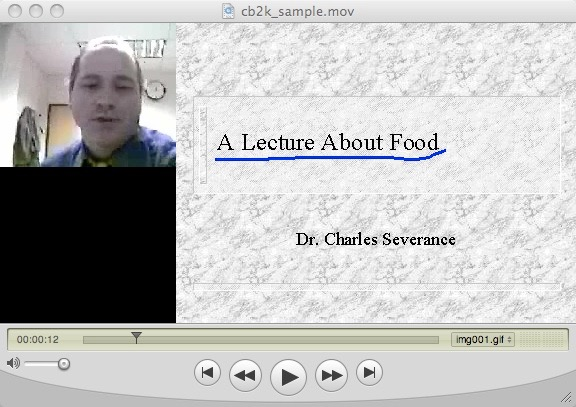 cb2k_sample.mov
A Lecture About Food
Dr. Charles Severance
00:00:12
img001.gif